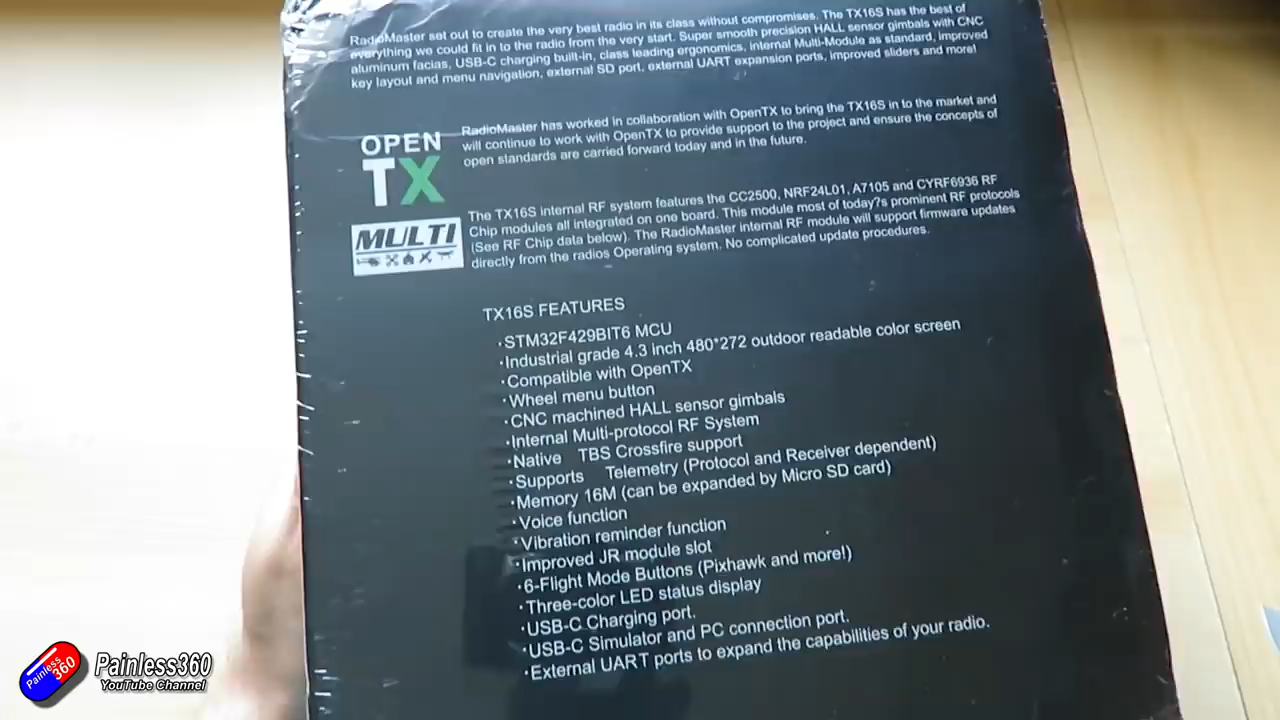 RadioMaster set out to create the very best radio in its class without compromises. The TX16S has the best of
everything we could fit in to the radio from the very start. Super smooth precision HALL sensor gimbals with CNC
aluminum facias, USB-C charging built-in, class leading ergonomics, internal Multi-Module as standard, improved
key layout and menu navigation, external SD port, external UART expansion ports, improved sliders and more!
OPEN
TX
RadioMaster has worked in collaboration with OpenTX to bring the TX16S in to the market and
will continue to work with OpenTX to provide support to the project and ensure the concepts of
open standards are carried forward today and in the future.
MULTI
The TX16S internal RF system features the CC2500, NRF24L01, A7105 and CYRF6936 RF
Chip modules all integrated on one board. This module most of today?s prominent RF protocols
(See RF Chip data below). The RadioMaster internal RF module will support firmware updates
directly from the radios Operating system. No complicated update procedures.
TX16S FEATURES
·STM32F429BIT6 MCU
·Industrial grade 4.3 inch 480*272 outdoor readable color screen
·Compatible with OpenTX
·Wheel menu button
·CNC machined HALL sensor gimbals
·Internal Multi-protocol RF System
·Native TBS Crossfire support
·Supports Telemetry (Protocol and Receiver dependent)
·Memory 16M (can be expanded by Micro SD card)
·Voice function
·Vibration reminder function
·Improved JR module slot
·6-Flight Mode Buttons (Pixhawk and more!)
·Three-color LED status display
·USB-C Charging port.
·USB-C Simulator and PC connection port.
·External UART ports to expand the capabilities of your radio.
Painless
360
Painless360
YouTube Channel